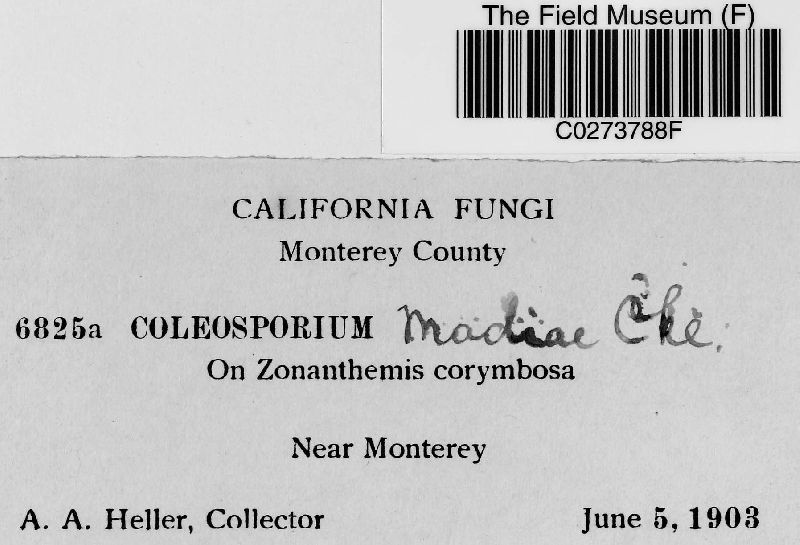 The Field Museum (F)
C0273788F
CALIFORNIA FUNGI
Monterey County
6825a COLEOSPORIUM Madiae Cke.
On Zonanthemis corymbosa
Near Monterey
A. A. Heller, Collector June 5, 1903